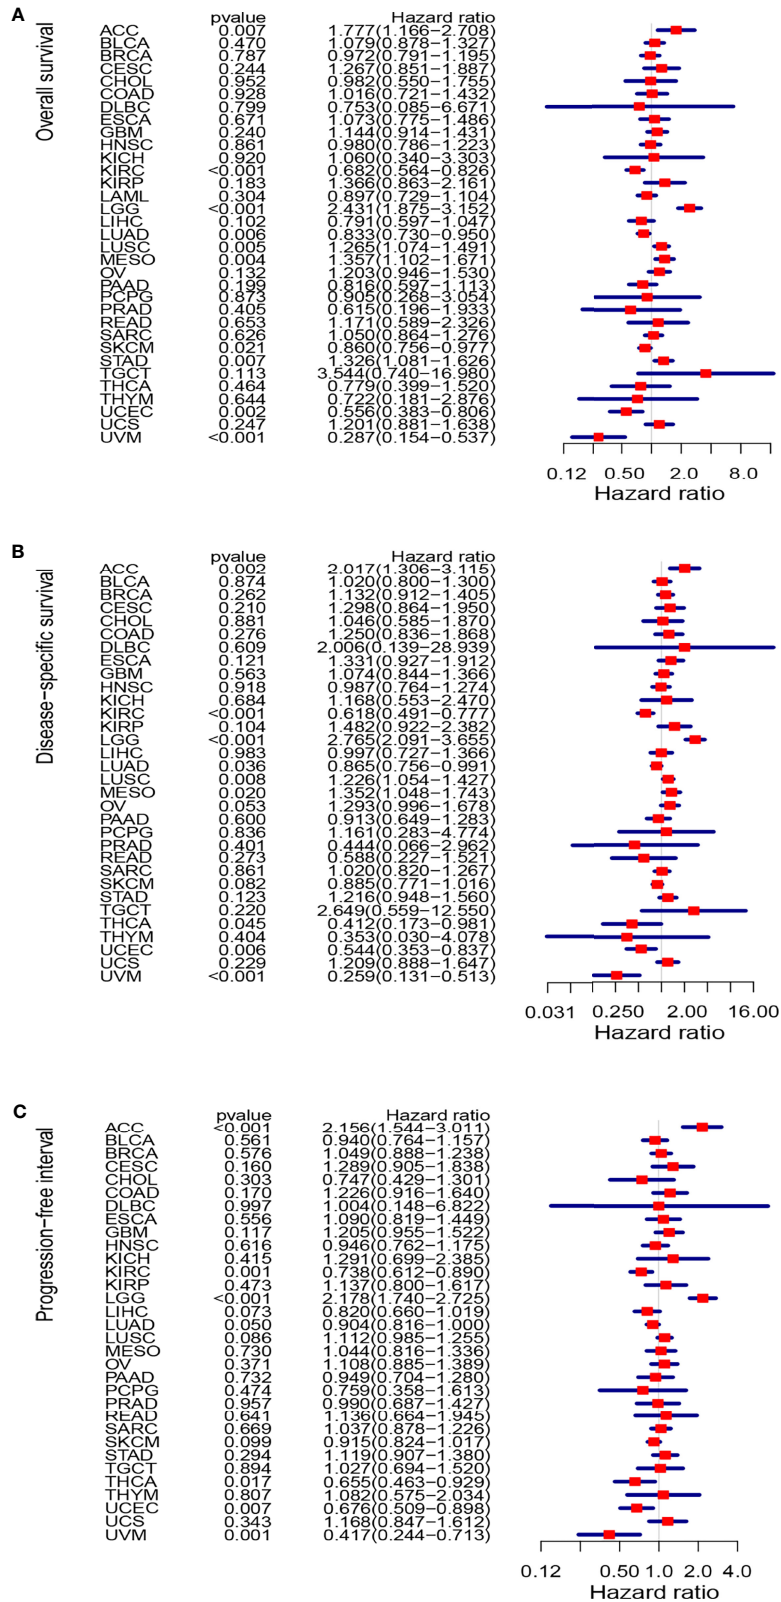 A
Overall survival
pvalue Hazard ratio
ACC 0.007 1.777(1.166−2.708)
BLCA 0.470 1.079(0.878−1.327)
BRCA 0.787 0.972(0.791−1.195)
CESC 0.244 1.267(0.851−1.887)
CHOL 0.952 0.982(0.550−1.755)
COAD 0.928 1.016(0.721−1.432)
DLBC 0.799 0.753(0.085−6.671)
ESCA 0.671 1.073(0.775−1.486)
GBM 0.240 1.144(0.914−1.431)
HNSC 0.861 0.980(0.786−1.223)
KICH 0.920 1.060(0.340−3.303)
KIRC <0.001 0.682(0.564−0.826)
KIRP 0.183 1.366(0.863−2.161)
LAML 0.304 0.897(0.729−1.104)
LGG <0.001 2.431(1.875−3.152)
LIHC 0.102 0.791(0.597−1.047)
LUAD 0.006 0.833(0.730−0.950)
LUSC 0.005 1.265(1.074−1.491)
MESO 0.004 1.357(1.102−1.671)
OV 0.132 1.203(0.946−1.530)
PAAD 0.199 0.816(0.597−1.113)
PCPG 0.873 0.905(0.268−3.054)
PRAD 0.405 0.615(0.196−1.933)
READ 0.653 1.171(0.589−2.326)
SARC 0.626 1.050(0.864−1.276)
SKCM 0.021 0.860(0.756−0.977)
STAD 0.007 1.326(1.081−1.626)
TGCT 0.113 3.544(0.740−16.980)
THCA 0.464 0.779(0.399−1.520)
THYM 0.644 0.722(0.181−2.876)
UCEC 0.002 0.556(0.383−0.806)
UCS 0.247 1.201(0.881−1.638)
UVM <0.001 0.287(0.154−0.537)
0.12 0.50 2.0 8.0
Hazard ratio
B
Disease−specific survival
pvalue Hazard ratio
ACC 0.002 2.017(1.306−3.115)
BLCA 0.874 1.020(0.800−1.300)
BRCA 0.262 1.132(0.912−1.405)
CESC 0.210 1.298(0.864−1.950)
CHOL 0.881 1.046(0.585−1.870)
COAD 0.276 1.250(0.836−1.868)
DLBC 0.609 2.006(0.139−28.939)
ESCA 0.121 1.331(0.927−1.912)
GBM 0.563 1.074(0.844−1.366)
HNSC 0.918 0.987(0.764−1.274)
KICH 0.684 1.168(0.553−2.470)
KIRC <0.001 0.618(0.491−0.777)
KIRP 0.104 1.482(0.922−2.382)
LGG <0.001 2.765(2.091−3.655)
LIHC 0.983 0.997(0.727−1.366)
LUAD 0.036 0.865(0.756−0.991)
LUSC 0.008 1.226(1.054−1.427)
MESO 0.020 1.352(1.048−1.743)
OV 0.053 1.293(0.996−1.678)
PAAD 0.600 0.913(0.649−1.283)
PCPG 0.836 1.161(0.283−4.774)
PRAD 0.401 0.444(0.066−2.962)
READ 0.273 0.588(0.227−1.521)
SARC 0.861 1.020(0.820−1.267)
SKCM 0.082 0.885(0.771−1.016)
STAD 0.123 1.216(0.948−1.560)
TGCT 0.220 2.649(0.559−12.550)
THCA 0.045 0.412(0.173−0.981)
THYM 0.404 0.353(0.030−4.078)
UCEC 0.006 0.544(0.353−0.837)
UCS 0.229 1.209(0.888−1.647)
UVM <0.001 0.259(0.131−0.513)
0.031 0.250 2.00 16.00
Hazard ratio
C
Progression−free interval
pvalue Hazard ratio
ACC <0.001 2.156(1.544−3.011)
BLCA 0.561 0.940(0.764−1.157)
BRCA 0.576 1.049(0.888−1.238)
CESC 0.160 1.289(0.905−1.838)
CHOL 0.303 0.747(0.429−1.301)
COAD 0.170 1.226(0.916−1.640)
DLBC 0.997 1.004(0.148−6.822)
ESCA 0.556 1.090(0.819−1.449)
GBM 0.117 1.205(0.955−1.522)
HNSC 0.616 0.946(0.762−1.175)
KICH 0.415 1.291(0.699−2.385)
KIRC 0.001 0.738(0.612−0.890)
KIRP 0.473 1.137(0.800−1.617)
LGG <0.001 2.178(1.740−2.725)
LIHC 0.073 0.820(0.660−1.019)
LUAD 0.050 0.904(0.816−1.000)
LUSC 0.086 1.112(0.985−1.255)
MESO 0.730 1.044(0.816−1.336)
OV 0.371 1.108(0.885−1.389)
PAAD 0.732 0.949(0.704−1.280)
PCPG 0.474 0.759(0.358−1.613)
PRAD 0.957 0.990(0.687−1.427)
READ 0.641 1.136(0.664−1.945)
SARC 0.669 1.037(0.878−1.226)
SKCM 0.099 0.915(0.824−1.017)
STAD 0.294 1.119(0.907−1.380)
TGCT 0.894 1.027(0.694−1.520)
THCA 0.017 0.655(0.463−0.929)
THYM 0.807 1.082(0.575−2.034)
UCEC 0.007 0.676(0.509−0.898)
UCS 0.343 1.168(0.847−1.612)
UVM 0.001 0.417(0.244−0.713)
0.12 0.50 1.0 2.0 4.0
Hazard ratio